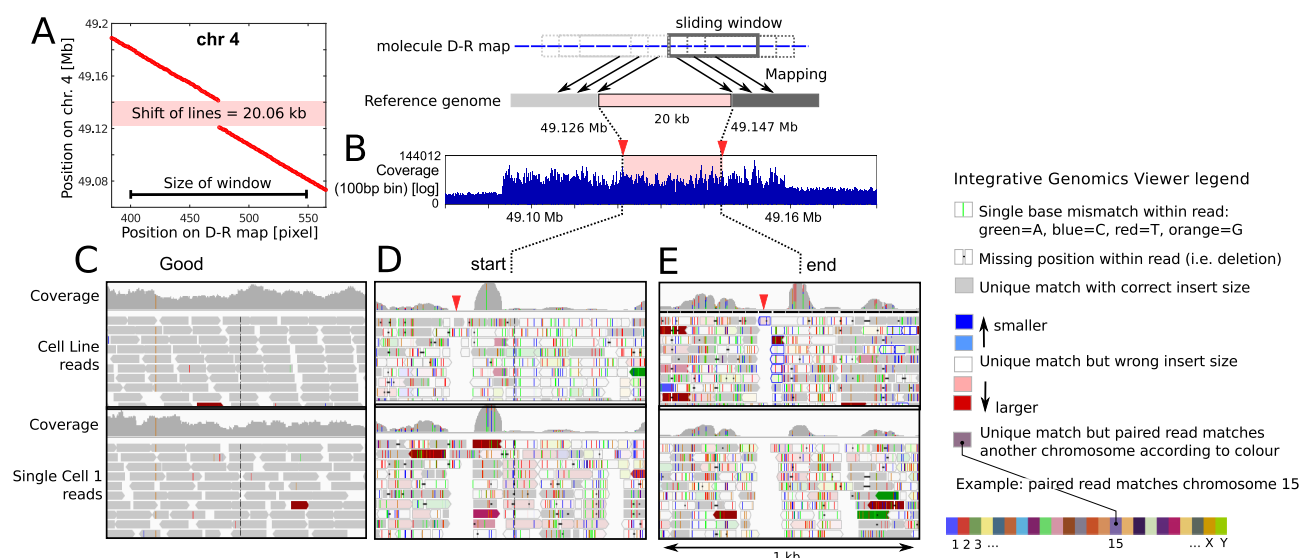 A
49.2
49.16
49.12
49.08
Position on chr. 4 [Mb]
chr 4
Shift of lines = 20.06 kb
Size of window
400
450
500
550
Position on D-R map [pixel]
sliding window
molecule D-R map
Mapping
Reference genome
20 kb
49.126 Mb
49.147 Mb
B
144012
Coverage
(100bp bin) [log]
0
49.10 Mb
49.16 Mb
C
Good
D
start
E
end
Coverage
Cell Line
reads
Coverage
Single Cell 1
reads
1 kb
Integrative Genomics Viewer legend
Single base mismatch within read:
green=A, blue=C, red=T, orange=G
Missing position within read (i.e. deletion)
Unique match with correct insert size
smaller
Unique match but wrong insert size
larger
Unique match but paired read matches
another chromosome according to colour
Example: paired read matches chromosome 15
1 2 3 ... 15 ... X Y